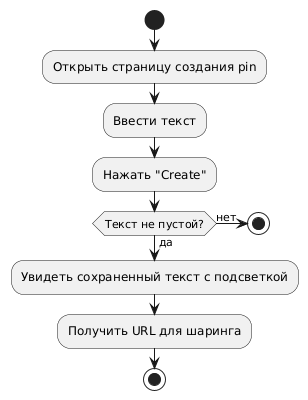 Открыть страницу создания pin
Ввести текст
Нажать "Create"
Текст не пустой?
нет
да
Увидеть сохраненный текст с подсветкой
Получить URL для шаринга